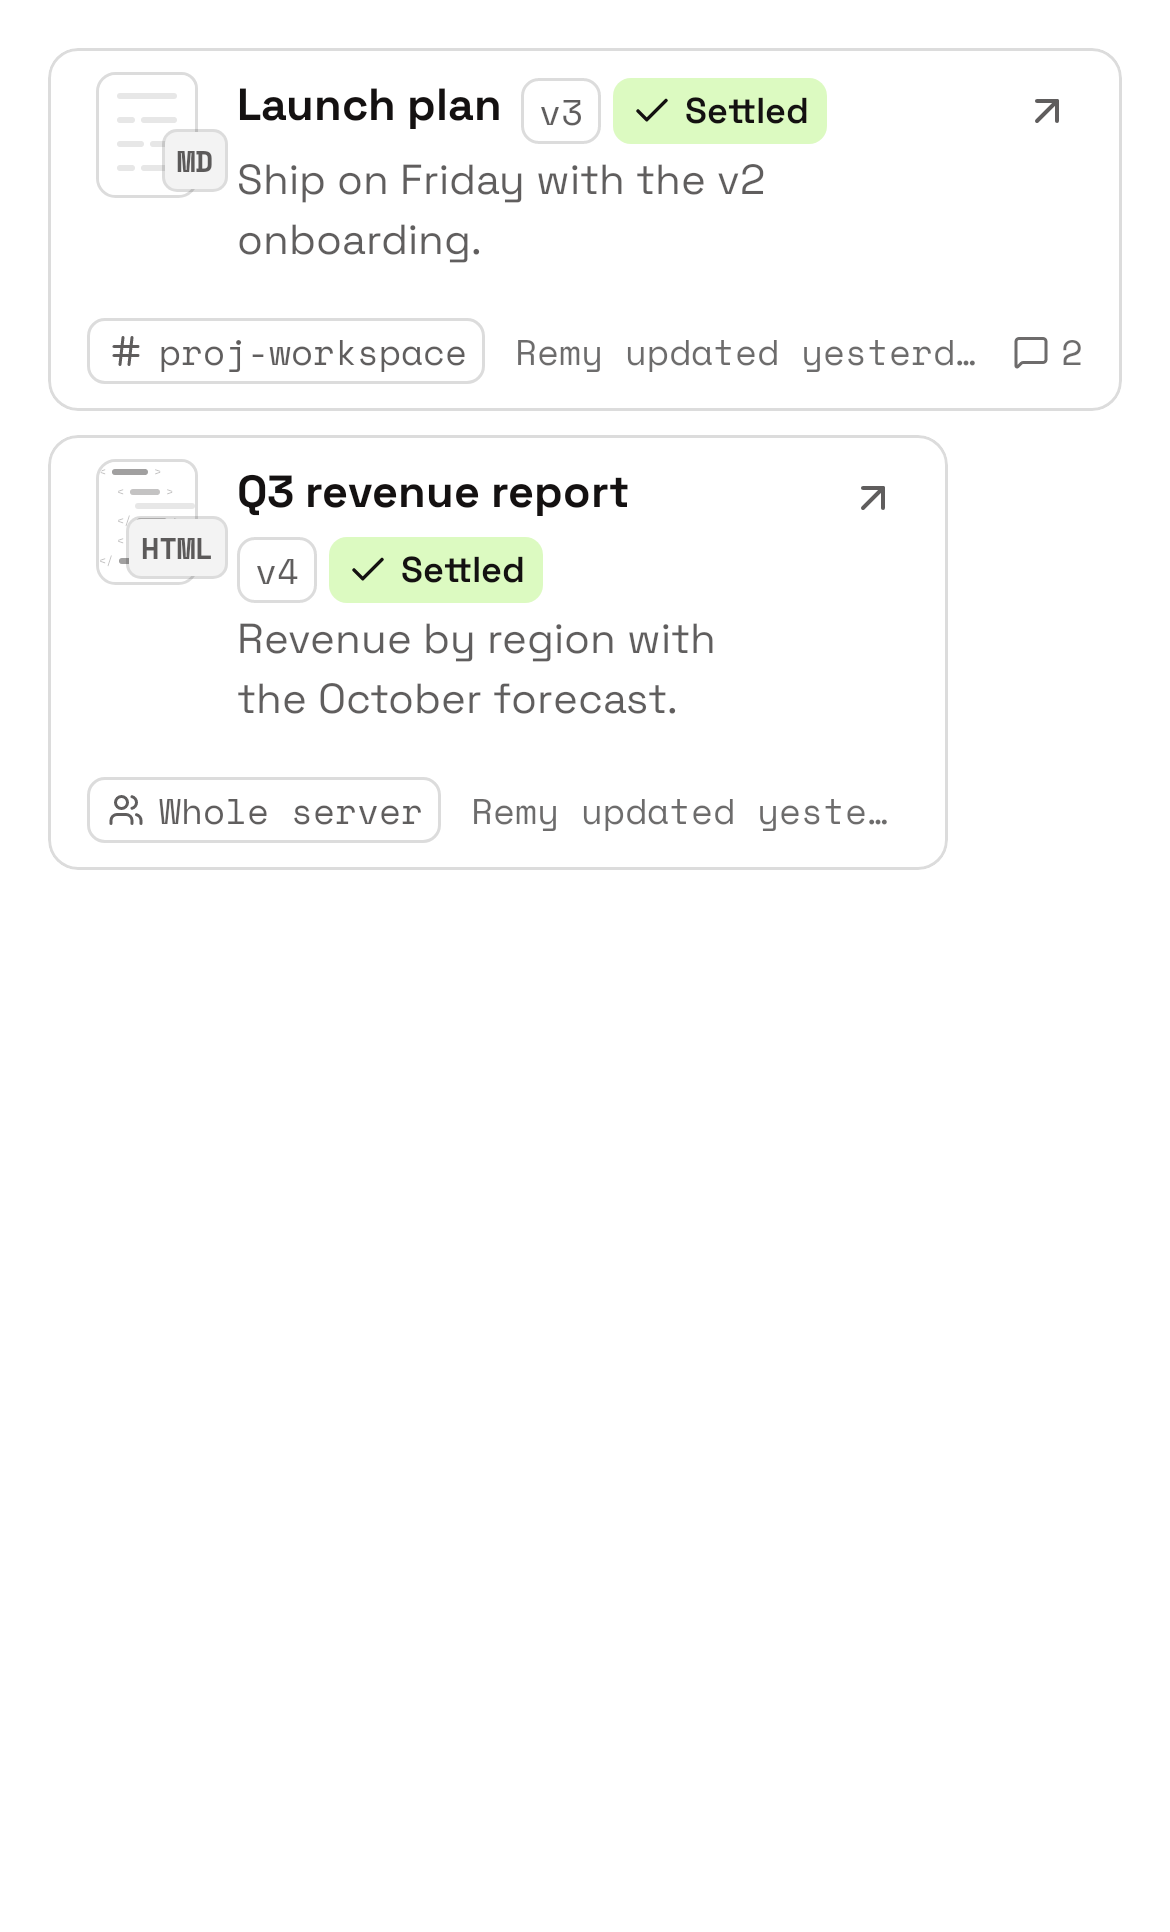 Launch plan v3 Settled
MD
Ship on Friday with the v2
onboarding.
# proj-workspace Remy updated yesterd… 2
Q3 revenue report
HTML
v4 Settled
Revenue by region with
the October forecast.
Whole server Remy updated yeste…